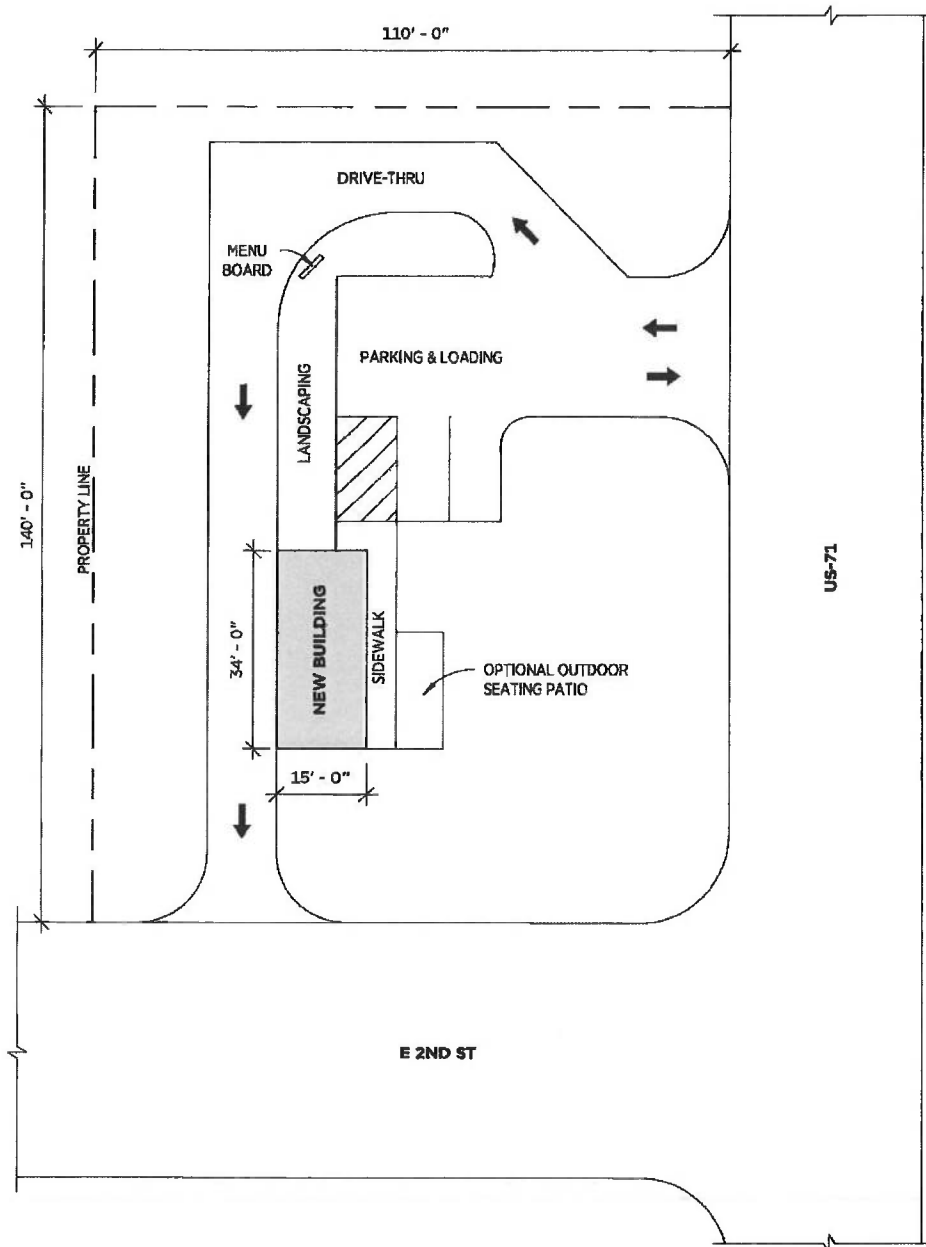 110' - 0"
DRIVE-THRU
MENU
BOARD
PARKING & LOADING
LANDSCAPING
140' - 0"
PROPERTY LINE
US-71
34' - 0"
NEW BUILDING
SIDEWALK
OPTIONAL OUTDOOR
SEATING PATIO
15' - 0"
E 2ND ST